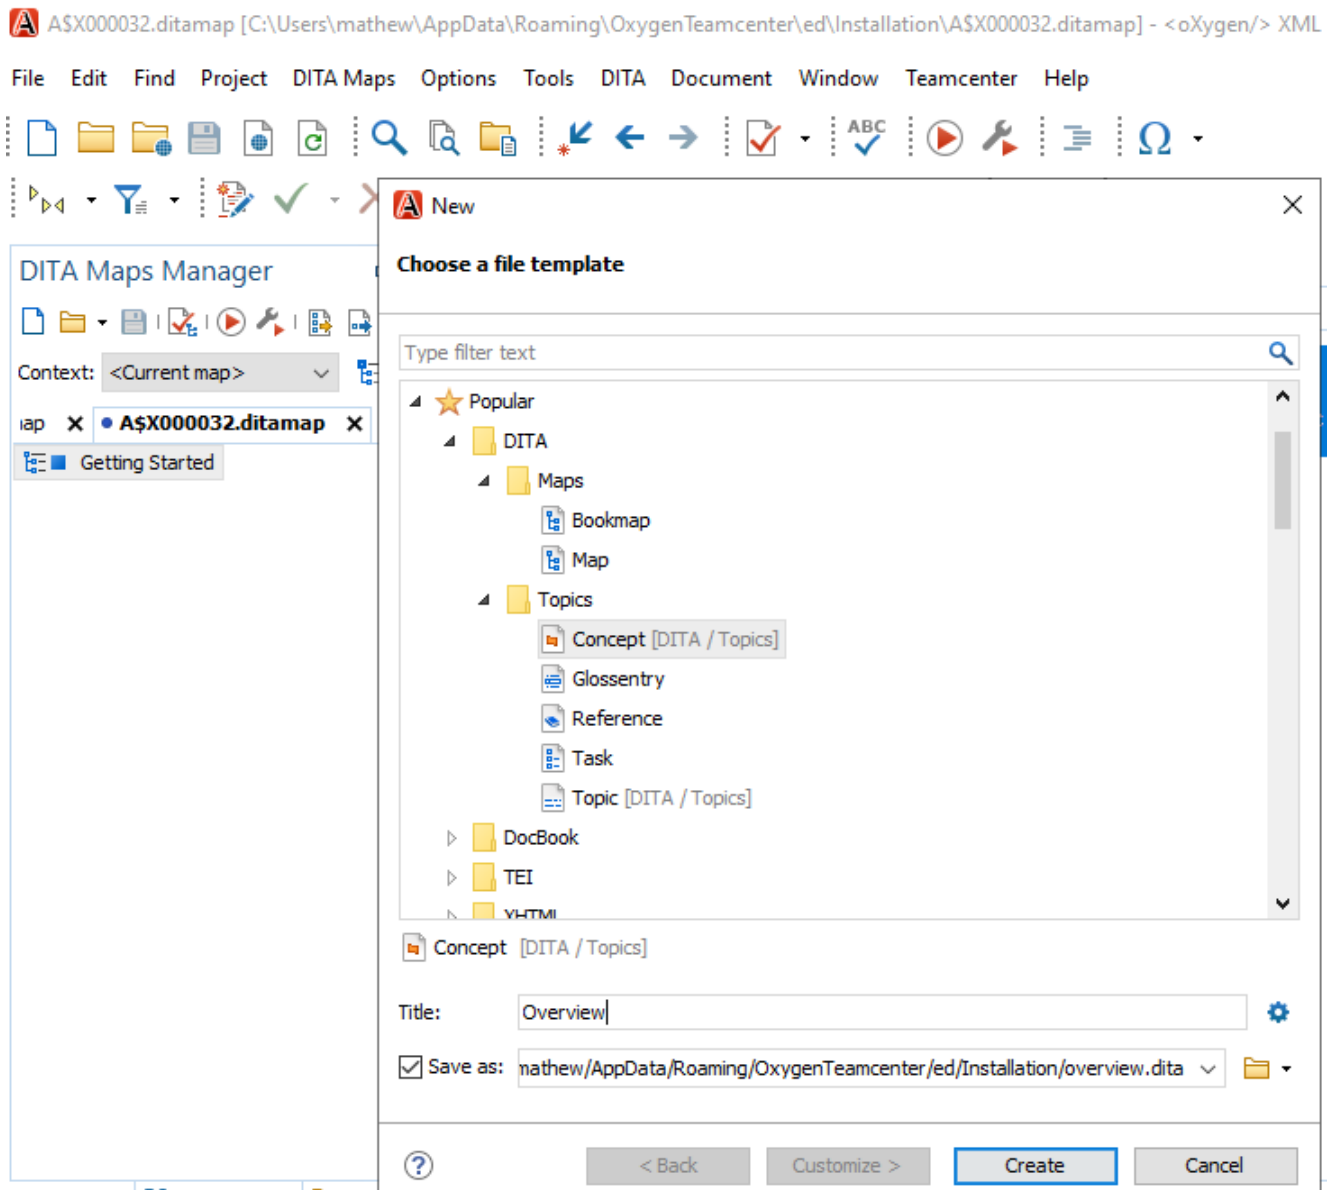 A$X000032.ditamap [C:\Users\mathew\AppData\Roaming\OxygenTeamcenter\ed\Installation\A$X000032.ditamap] - <oXygen/> XML
File Edit Find Project DITA Maps Options Tools DITA Document Window Teamcenter Help
ABC
New
Choose a file template
DITA Maps Manager
Type filter text
Context: <Current map>
ap A$X000032.ditamap
Getting Started
Popular
DITA
Maps
Bookmap
Map
Topics
Concept [DITA / Topics]
Glossentry
Reference
Task
Topic [DITA / Topics]
DocBook
TEI
XHTML
Concept [DITA / Topics]
Title: Overview
Save as: mathew/AppData/Roaming/OxygenTeamcenter/ed/Installation/overview.dita
< Back Customize > Create Cancel